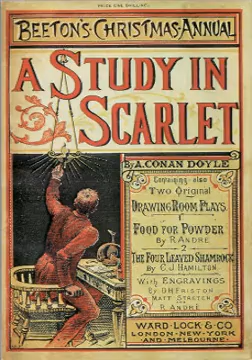 PRICE ONE SHILLING.
BEETON'S CHRISTMAS ANNUAL
A STUDY IN
SCARLET
By A. CONAN DOYLE
Containing also
Two Original
DRAWING ROOM PLAYS
1
FOOD FOR POWDER
By R. ANDRE
2
THE FOUR LEAVED SHAMROCK
By C. J. HAMILTON
With ENGRAVINGS
By D. H. FRISTON
MATT STRETCH
AND
R. ANDRE
WARD·LOCK·&·CO
LONDON·NEW·YORK
AND·MELBOURNE·